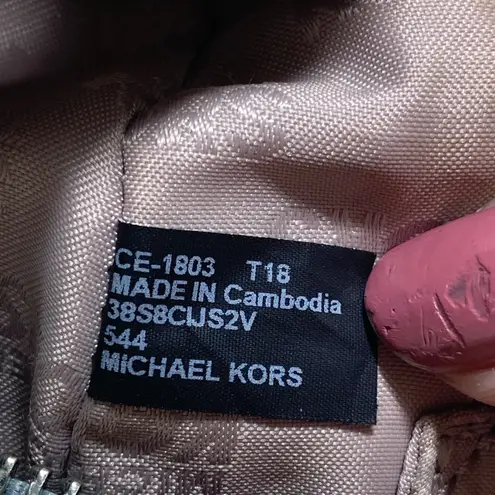 CE-1803 T18
MADE IN Cambodia
38S8CIJS2V
544
MICHAEL KORS